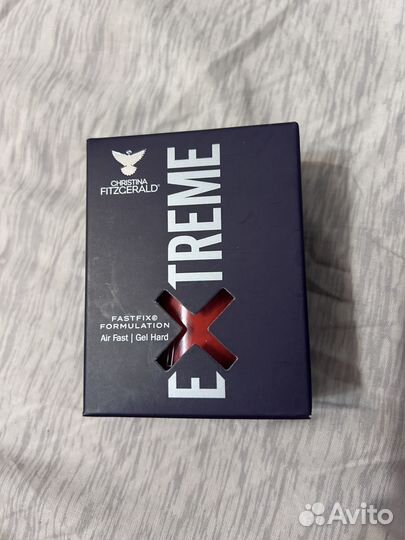 CHRISTINA
FITZGERALD®
EXTREME
FASTFIX©
FORMULATION
Air Fast | Gel Hard
Avito